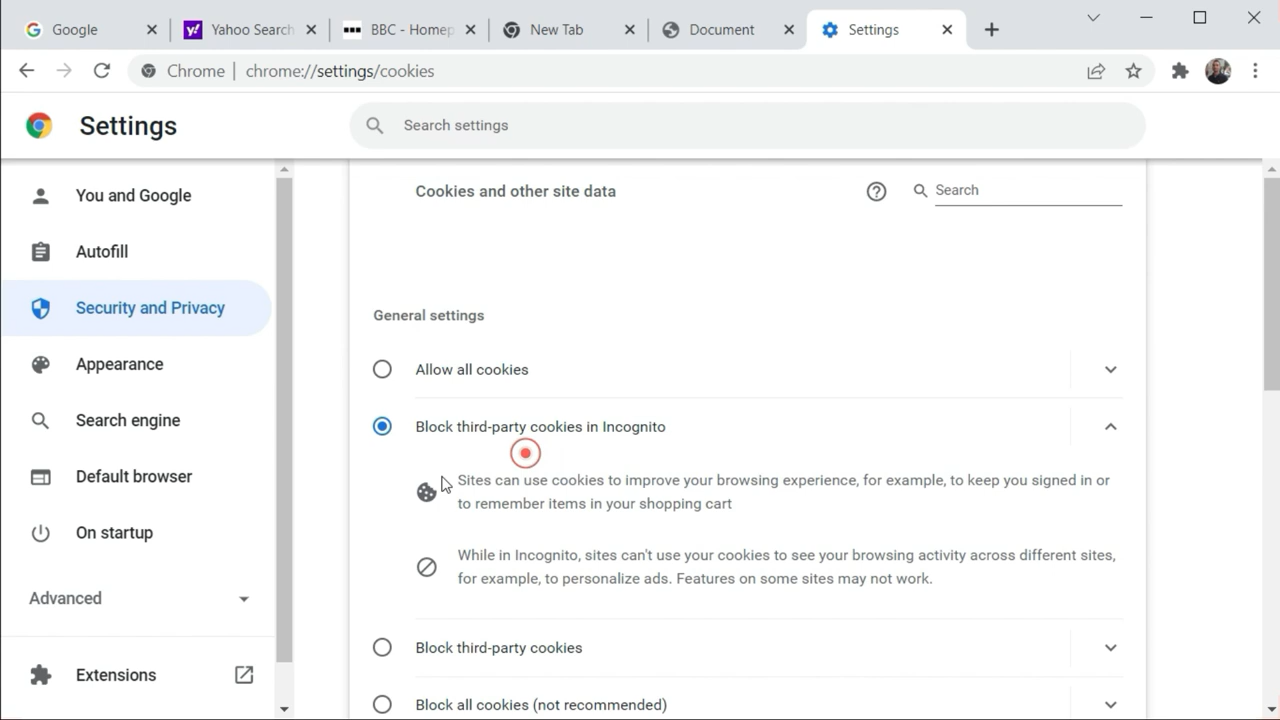 Google
Yahoo Search
BBC - Homep
New Tab
Document
Settings
Chrome
chrome://settings/cookies
Settings
Search settings
You and Google
Autofill
Security and Privacy
Appearance
Search engine
Default browser
On startup
Advanced
Extensions
Cookies and other site data
Search
General settings
Allow all cookies
Block third-party cookies in Incognito
Sites can use cookies to improve your browsing experience, for example, to keep you signed in or
to remember items in your shopping cart
While in Incognito, sites can't use your cookies to see your browsing activity across different sites,
for example, to personalize ads. Features on some sites may not work.
Block third-party cookies
Block all cookies (not recommended)